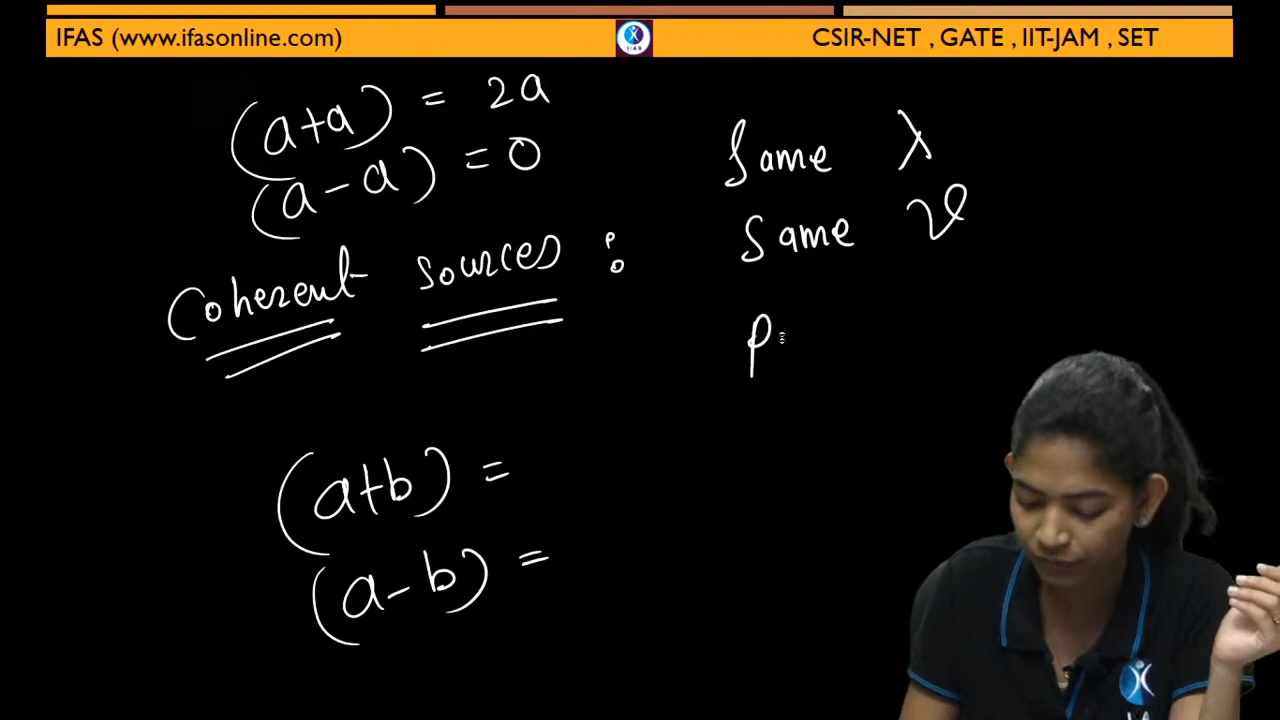 IFAS (www.ifasonline.com)
CSIR-NET , GATE , IIT-JAM , SET
(a+a) = 2a
(a-a) = 0
Coherent sources :
Same λ
Same ν
P
(a+b) =
(a-b) =